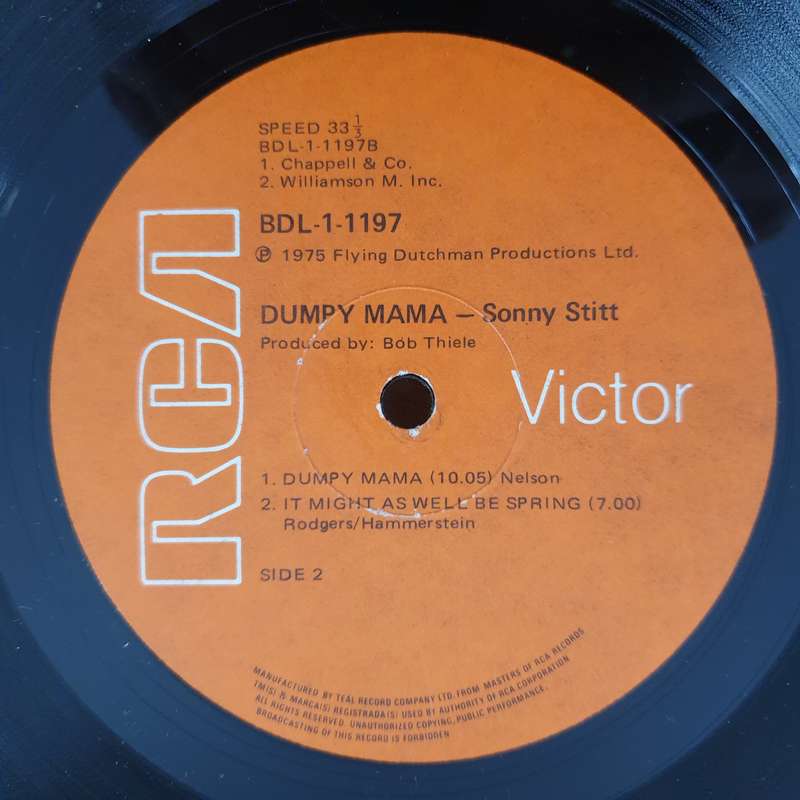 SPEED 33 1/3
BDL-1-1197B
1. Chappell & Co.
2. Williamson M. Inc.
BDL-1-1197
℗ 1975 Flying Dutchman Productions Ltd.
DUMPY MAMA – Sonny Stitt
Produced by: Bob Thiele
RCA
Victor
1. DUMPY MAMA (10.05) Nelson
2. IT MIGHT AS WELL BE SPRING (7.00)
Rodgers/Hammerstein
SIDE 2
MANUFACTURED BY TEAL RECORD COMPANY LTD. FROM MASTERS OF RCA RECORDS
TM(S) & MARCA(S) REGISTRADA(S) USED BY AUTHORITY OF RCA CORPORATION
ALL RIGHTS RESERVED. UNAUTHORIZED COPYING, PUBLIC PERFORMANCE.
BROADCASTING OF THIS RECORD IS FORBIDDEN